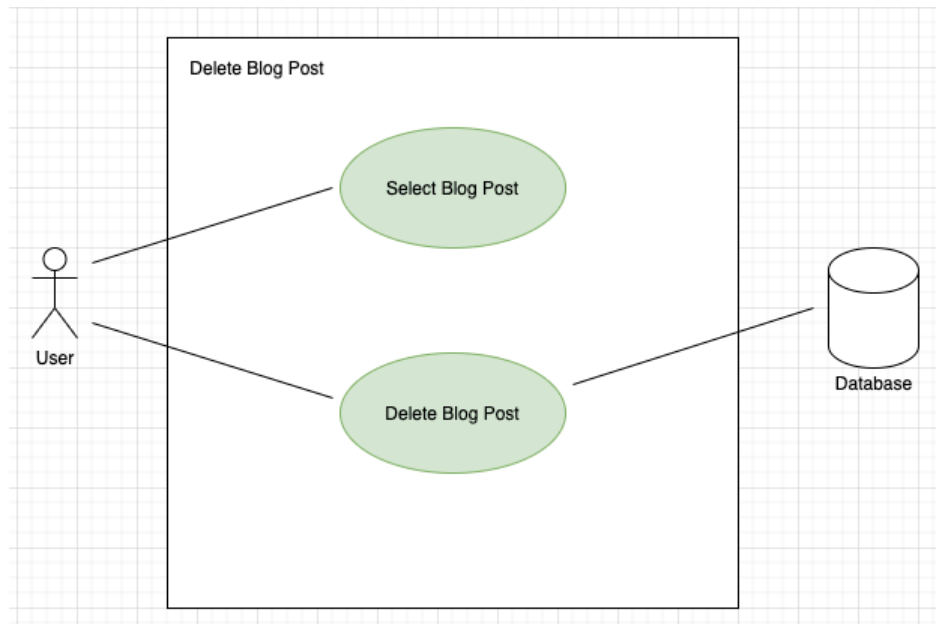 Delete Blog Post
Select Blog Post
User
Database
Delete Blog Post